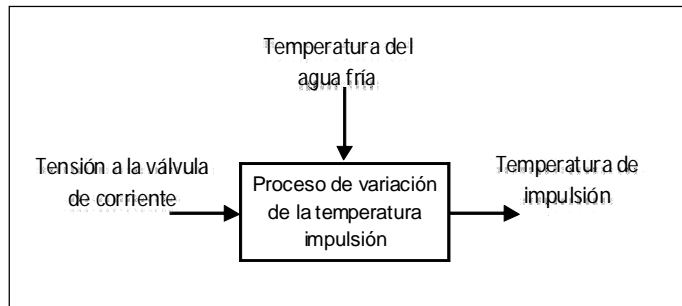 Temperatura del
agua fría
Tensión a la válvula
de corriente
Proceso de variación
de la temperatura
impulsión
Temperatura de
impulsión